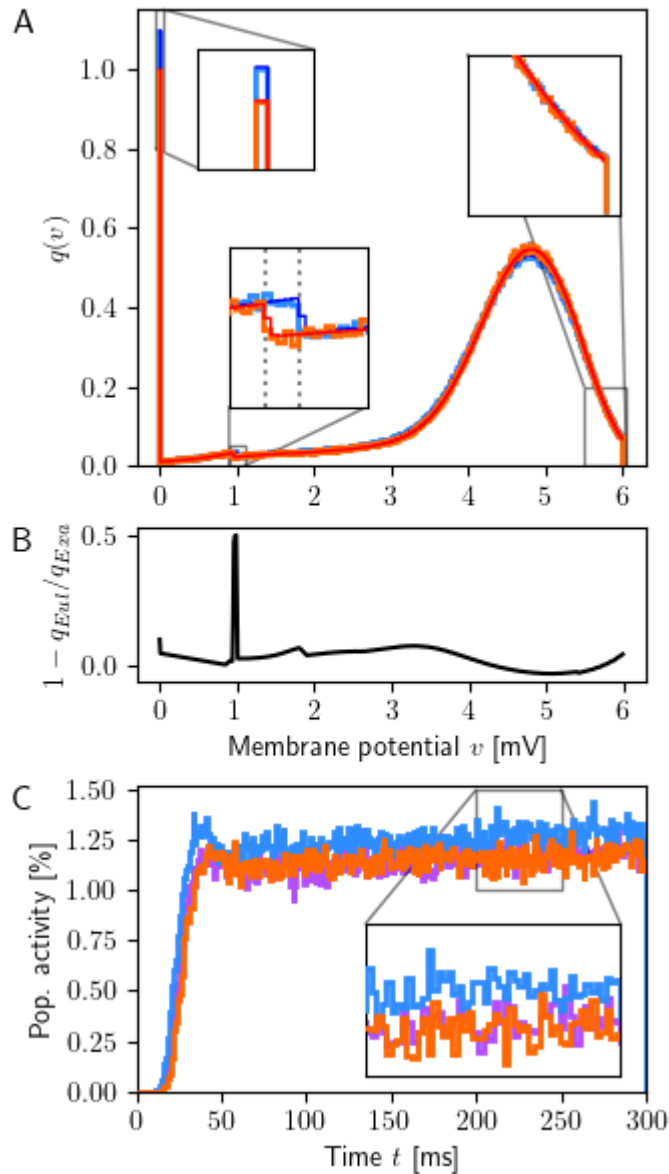 A
1.0
0.8
0.6
0.4
0.2
0.0
q(v)
0 1 2 3 4 5 6
B
0.5
0.0
1 − q_Eul/q_Exa
0 1 2 3 4 5 6
Membrane potential v [mV]
C
1.50
1.25
1.00
0.75
0.50
0.25
0.00
Pop. activity [%]
0 50 100 150 200 250 300
Time t [ms]